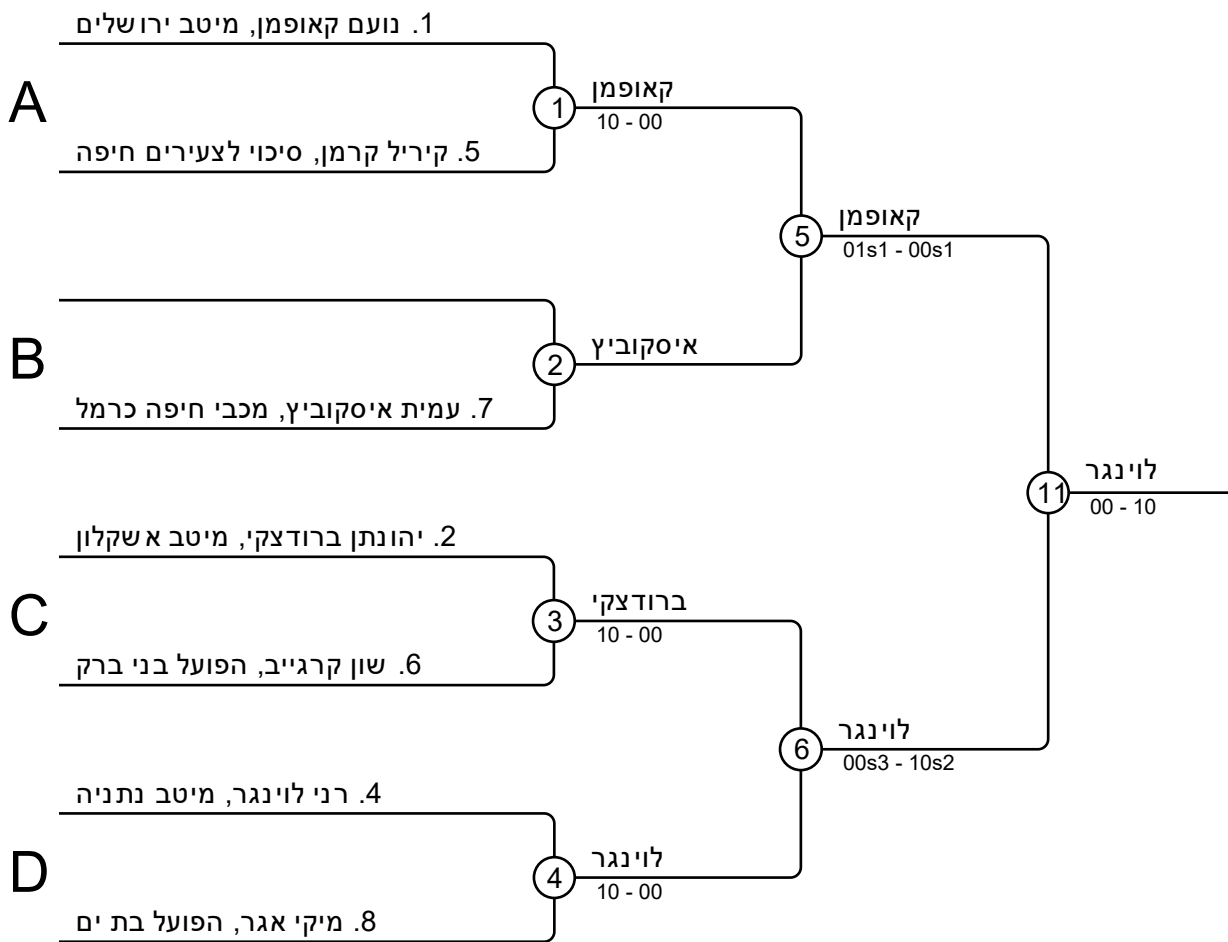 1. נועם קאופמן, מיטב ירושלים
A
1
קאופמן
10 - 00
5. קיריל קרמן, סיכוי לצעירים חיפה
5
קאופמן
01s1 - 00s1
B
2
איסקוביץ
7. עמית איסקוביץ, מכבי חיפה כרמל
11
לוינגר
00 - 10
2. יהונתן ברודצקי, מיטב אשקלון
C
3
ברודצקי
10 - 00
6. שון קרגייב, הפועל בני ברק
6
לוינגר
00s3 - 10s2
4. רני לוינגר, מיטב נתניה
D
4
לוינגר
10 - 00
8. מיקי אגר, הפועל בת ים